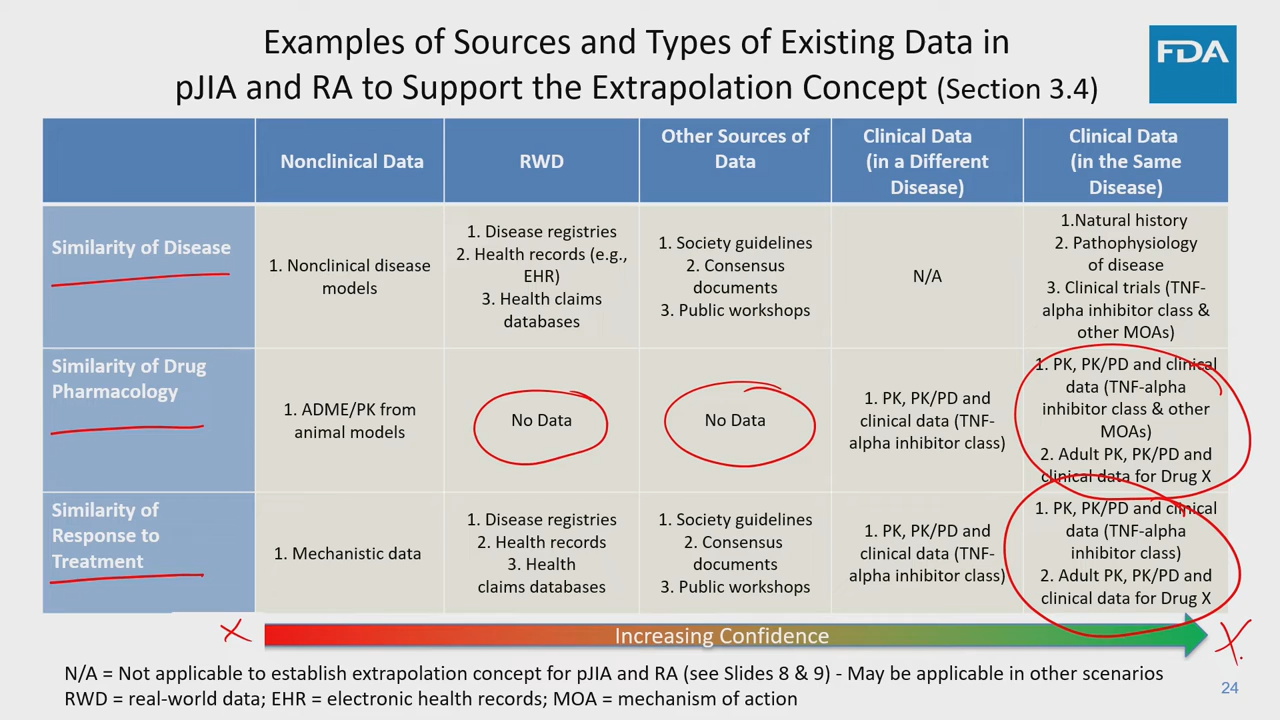 Examples of Sources and Types of Existing Data in
pJIA and RA to Support the Extrapolation Concept (Section 3.4)
FDA
Nonclinical Data
RWD
Other Sources of
Data
Clinical Data
(in a Different
Disease)
Clinical Data
(in the Same
Disease)
Similarity of Disease
1. Nonclinical disease
models
1. Disease registries
2. Health records (e.g.,
EHR)
3. Health claims
databases
1. Society guidelines
2. Consensus
documents
3. Public workshops
N/A
1.Natural history
2. Pathophysiology
of disease
3. Clinical trials (TNF-
alpha inhibitor class &
other MOAs)
Similarity of Drug
Pharmacology
1. ADME/PK from
animal models
No Data
No Data
1. PK, PK/PD and
clinical data (TNF-
alpha inhibitor class)
1. PK, PK/PD and clinical
data (TNF-alpha
inhibitor class & other
MOAs)
2. Adult PK, PK/PD and
clinical data for Drug X
Similarity of
Response to
Treatment
1. Mechanistic data
1. Disease registries
2. Health records
3. Health
claims databases
1. Society guidelines
2. Consensus
documents
3. Public workshops
1. PK, PK/PD and
clinical data (TNF-
alpha inhibitor class)
1. PK, PK/PD and clinical
data (TNF-alpha
inhibitor class)
2. Adult PK, PK/PD and
clinical data for Drug X
Increasing Confidence
N/A = Not applicable to establish extrapolation concept for pJIA and RA (see Slides 8 & 9) - May be applicable in other scenarios
RWD = real-world data; EHR = electronic health records; MOA = mechanism of action
24